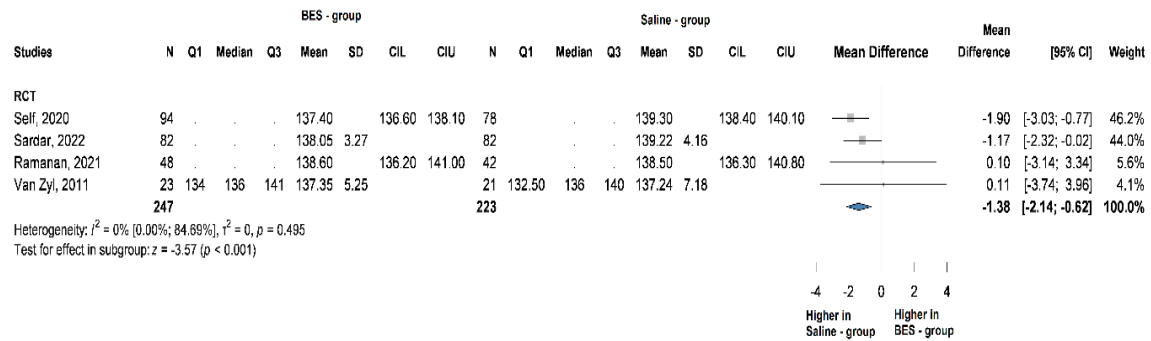 BES - group Saline - group
Mean
Studies N Q1 Median Q3 Mean SD CIL CIU N Q1 Median Q3 Mean SD CIL CIU Mean Difference Difference [95% CI] Weight
RCT
Self, 2020 94 . . . 137.40 136.60 138.10 78 . . . 139.30 138.40 140.10 -1.90 [-3.03; -0.77] 46.2%
Sardar, 2022 82 . . . 138.05 3.27 82 . . . 139.22 4.16 -1.17 [-2.32; -0.02] 44.0%
Ramanan, 2021 48 . . . 138.60 136.20 141.00 42 . . . 138.50 136.30 140.80 0.10 [-3.14; 3.34] 5.6%
Van Zyl, 2011 23 134 136 141 137.35 5.25 21 132.50 136 140 137.24 7.18 0.11 [-3.74; 3.96] 4.1%
247 223 -1.38 [-2.14; -0.62] 100.0%
Heterogeneity: I² = 0% [0.00%; 84.69%], τ² = 0, p = 0.495
Test for effect in subgroup: z = -3.57 (p < 0.001)
-4 -2 0 2 4
Higher in Higher in
Saline - group BES - group